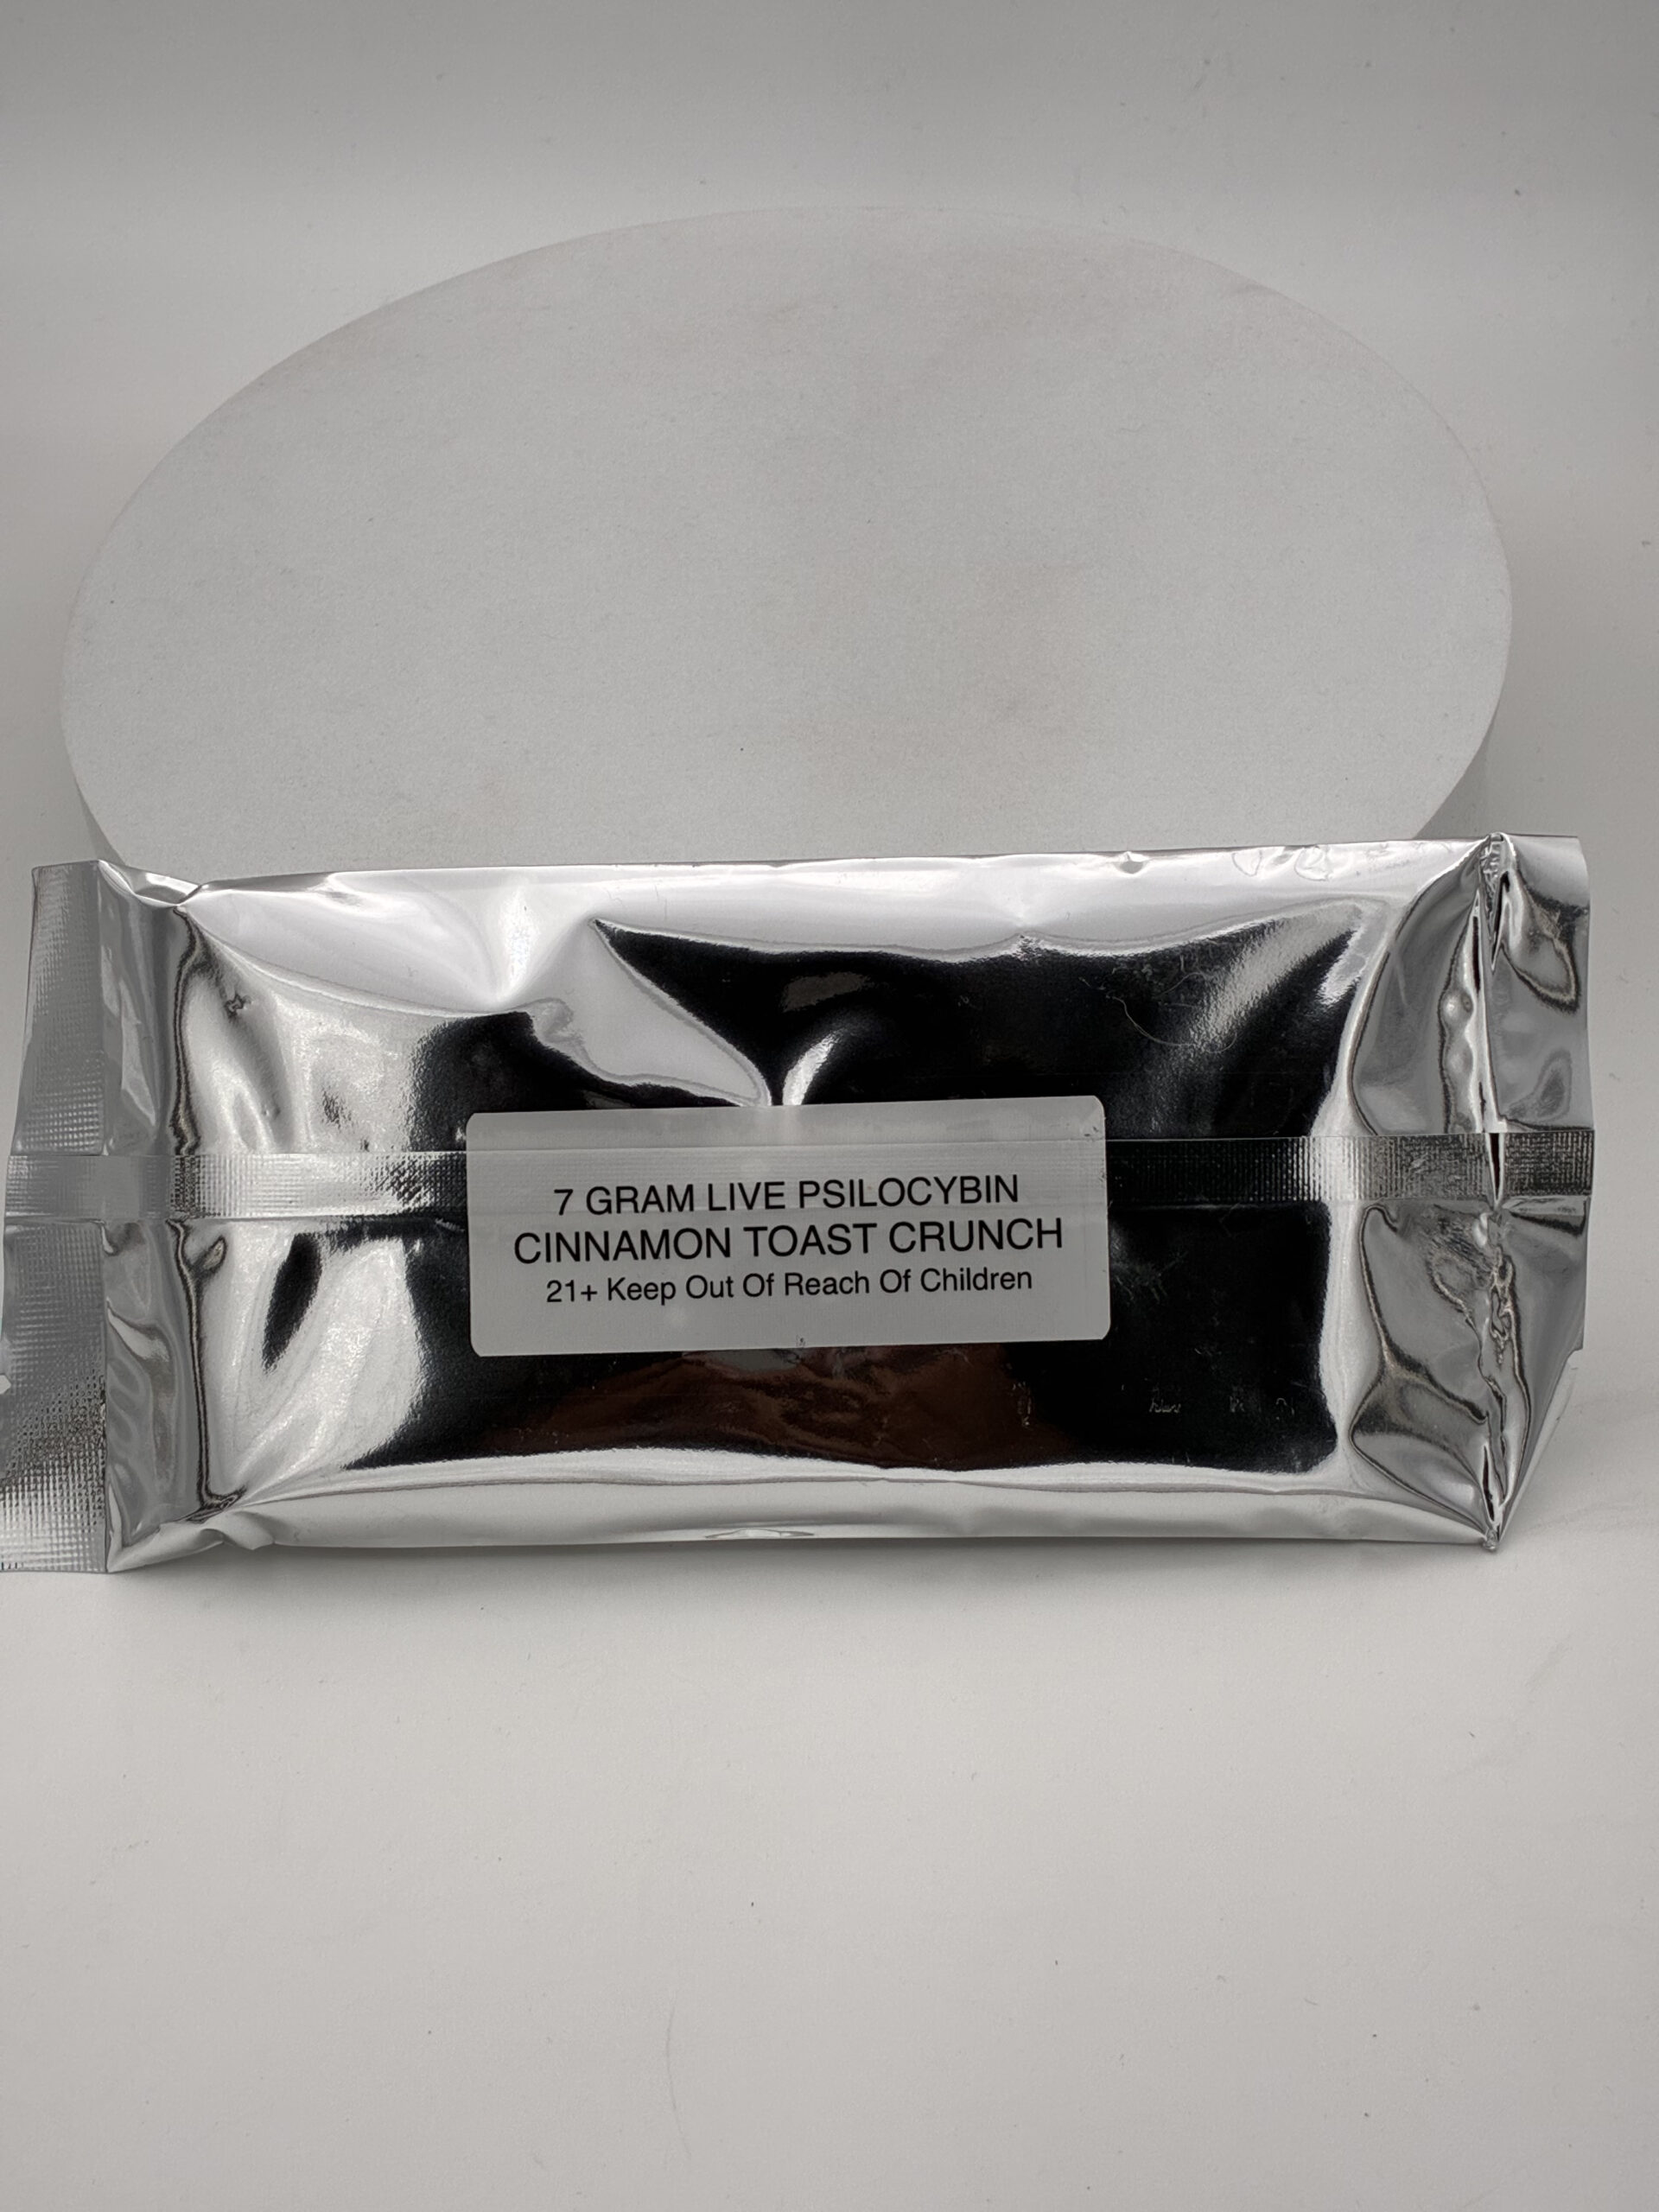 7 GRAM LIVE PSILOCYBIN
CINNAMON TOAST CRUNCH
21+ Keep Out Of Reach Of Children